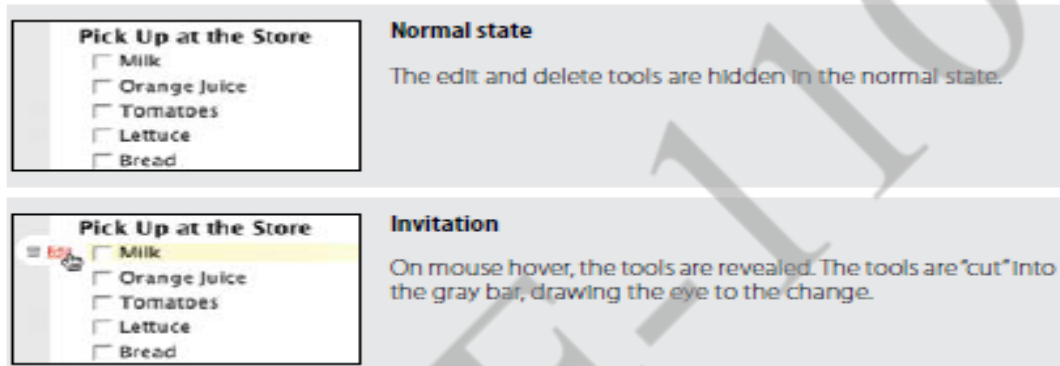 Pick Up at the Store
Milk
Orange Juice
Tomatoes
Lettuce
Bread
Normal state
The edit and delete tools are hidden in the normal state.
Pick Up at the Store
Edit
Milk
Orange Juice
Tomatoes
Lettuce
Bread
Invitation
On mouse hover, the tools are revealed. The tools are "cut" into
the gray bar, drawing the eye to the change.